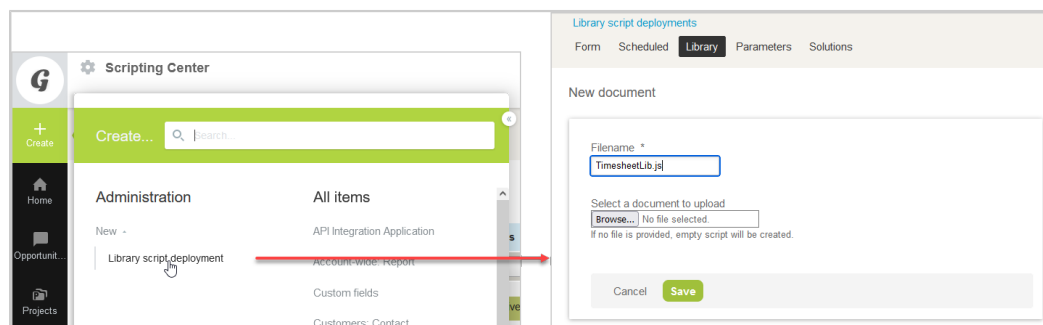 G
Scripting Center
+
Create
Create...
Search...
«
Home
Administration
All items
New -
API Integration Application
Opportunit...
Library script deployment
Account-wide: Report
Projects
Custom fields
Customers: Contact
s
ve
Library script deployments
Form Scheduled Library Parameters Solutions
New document
Filename *
TimesheetLib.js
Select a document to upload
Browse... No file selected.
If no file is provided, empty script will be created.
Cancel Save